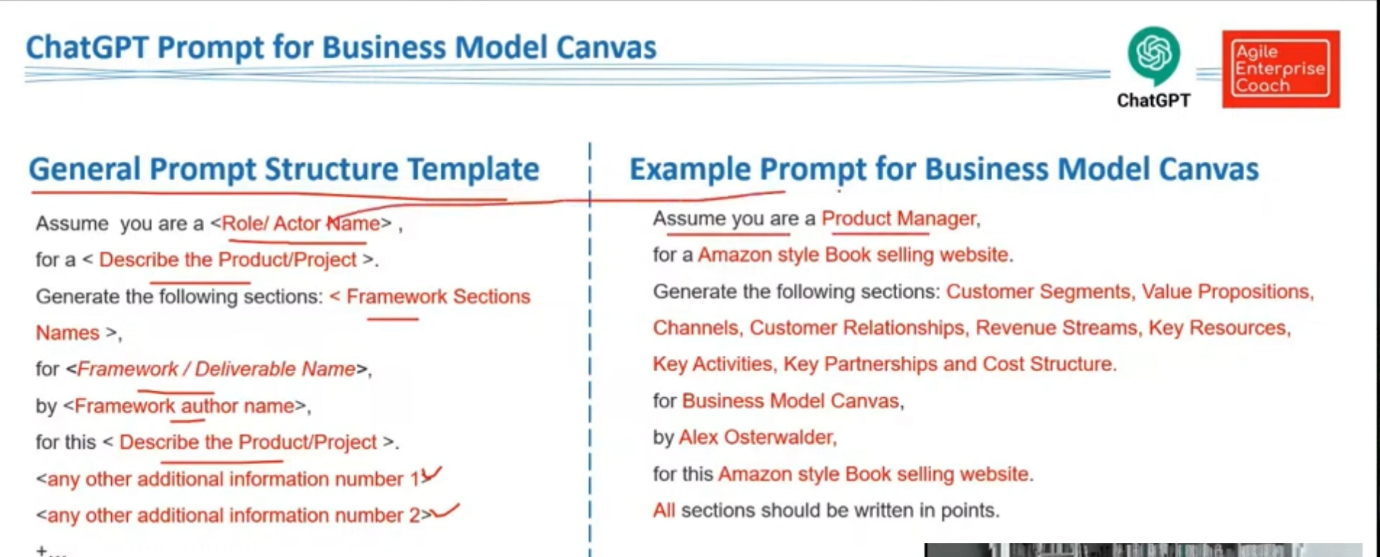 ChatGPT Prompt for Business Model Canvas
ChatGPT
Agile
Enterprise
Coach
General Prompt Structure Template
Assume you are a <Role/ Actor Name> ,
for a < Describe the Product/Project >.
Generate the following sections: < Framework Sections
Names >,
for <Framework / Deliverable Name>,
by <Framework author name>,
for this < Describe the Product/Project >.
<any other additional information number 1>
<any other additional information number 2>
+...
Example Prompt for Business Model Canvas
Assume you are a Product Manager,
for a Amazon style Book selling website.
Generate the following sections: Customer Segments, Value Propositions,
Channels, Customer Relationships, Revenue Streams, Key Resources,
Key Activities, Key Partnerships and Cost Structure.
for Business Model Canvas,
by Alex Osterwalder,
for this Amazon style Book selling website.
All sections should be written in points.